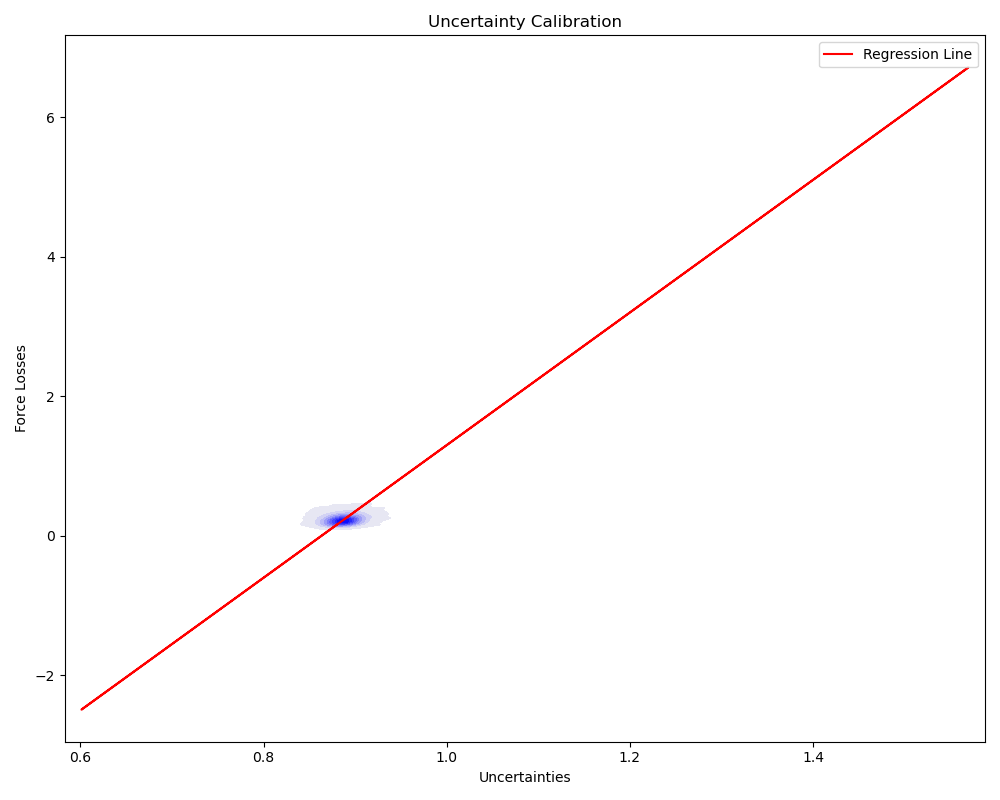 Uncertainty Calibration
Regression Line
6
4
2
0
−2
Force Losses
0.6 0.8 1.0 1.2 1.4
Uncertainties